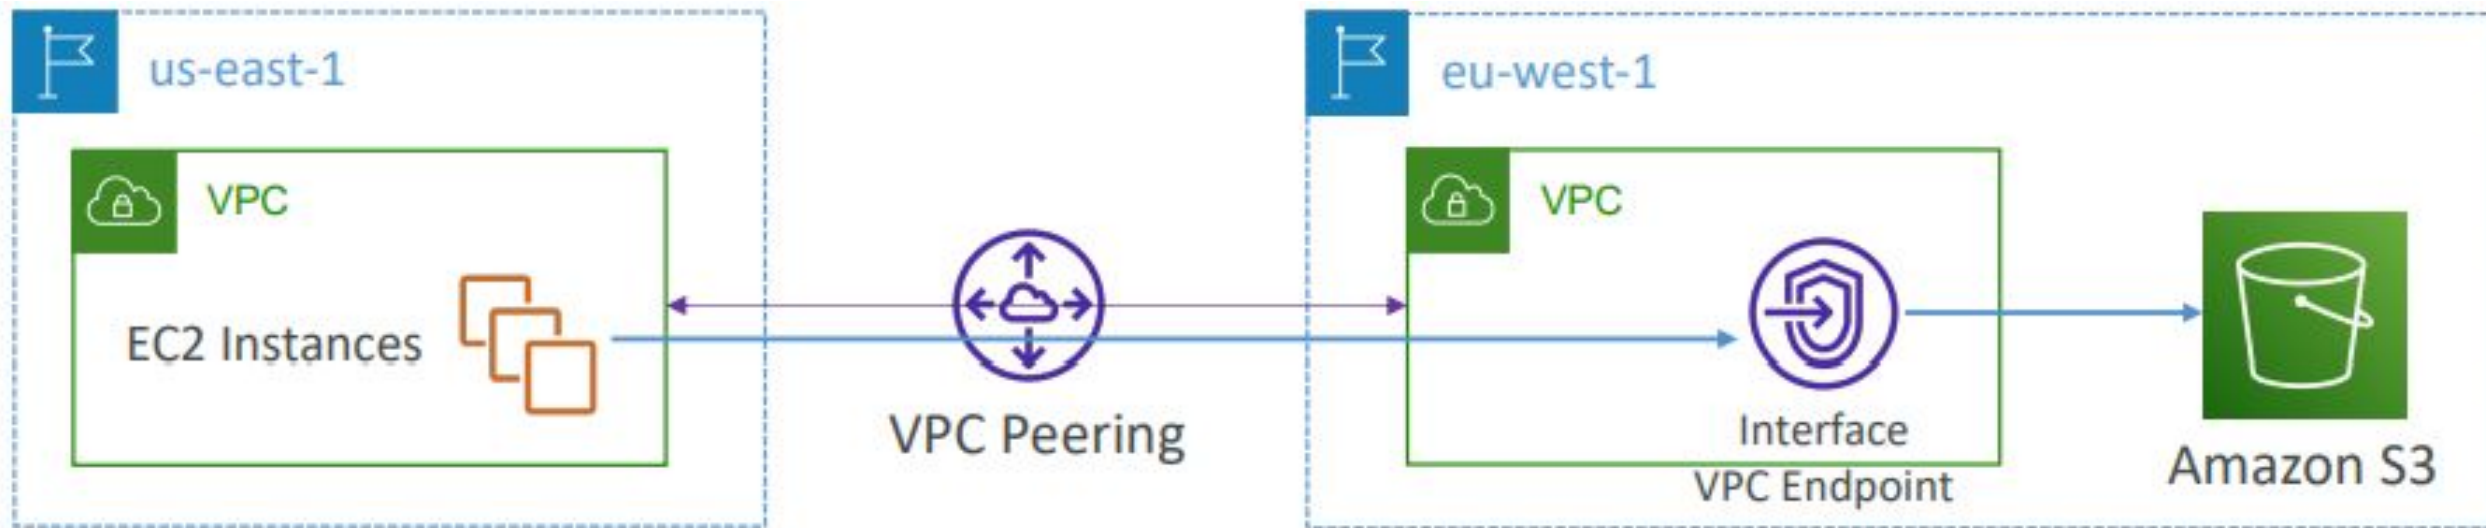 us-east-1
VPC
EC2 Instances
VPC Peering
eu-west-1
VPC
Interface
VPC Endpoint
Amazon S3